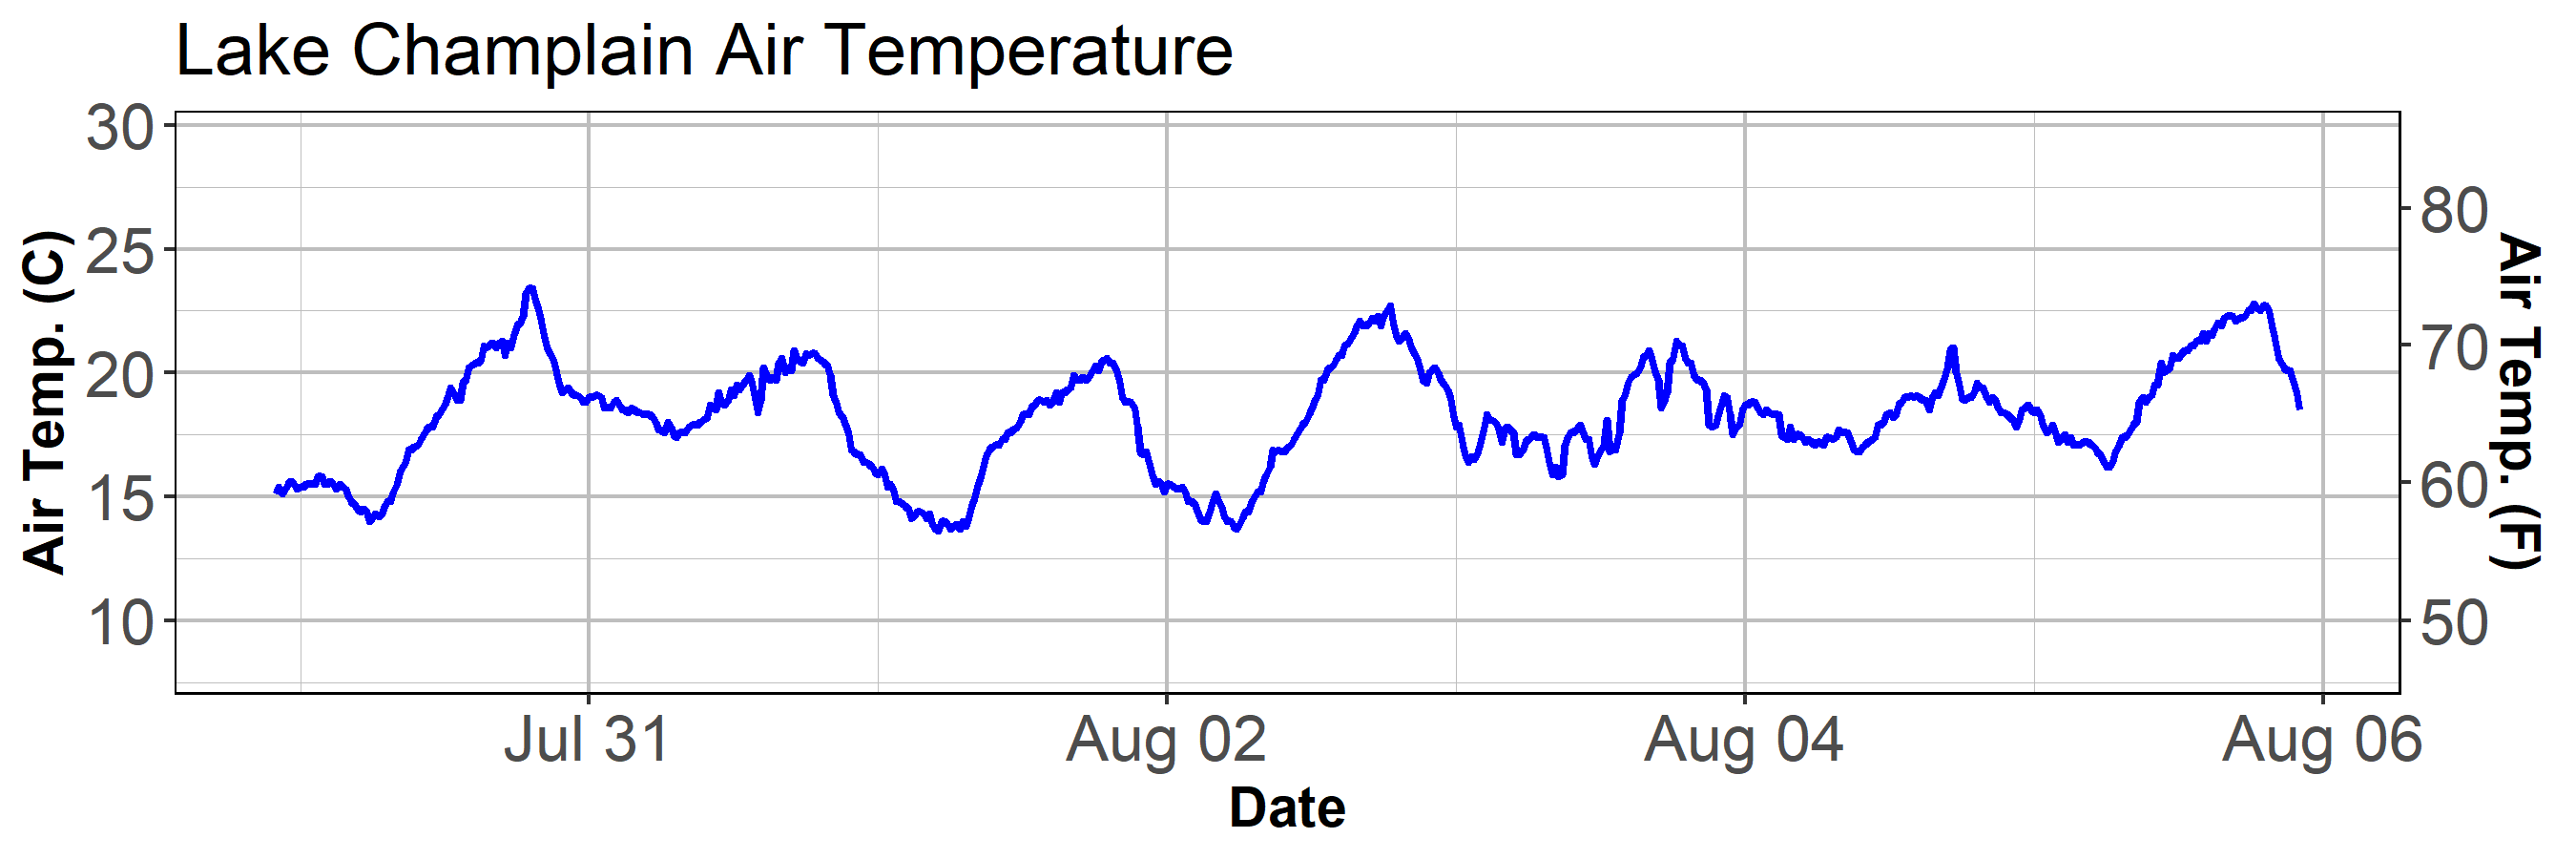 Lake Champlain Air Temperature
30
25
20
15
10
Air Temp. (C)
80
70
60
50
Air Temp. (F)
Jul 31
Aug 02
Aug 04
Aug 06
Date